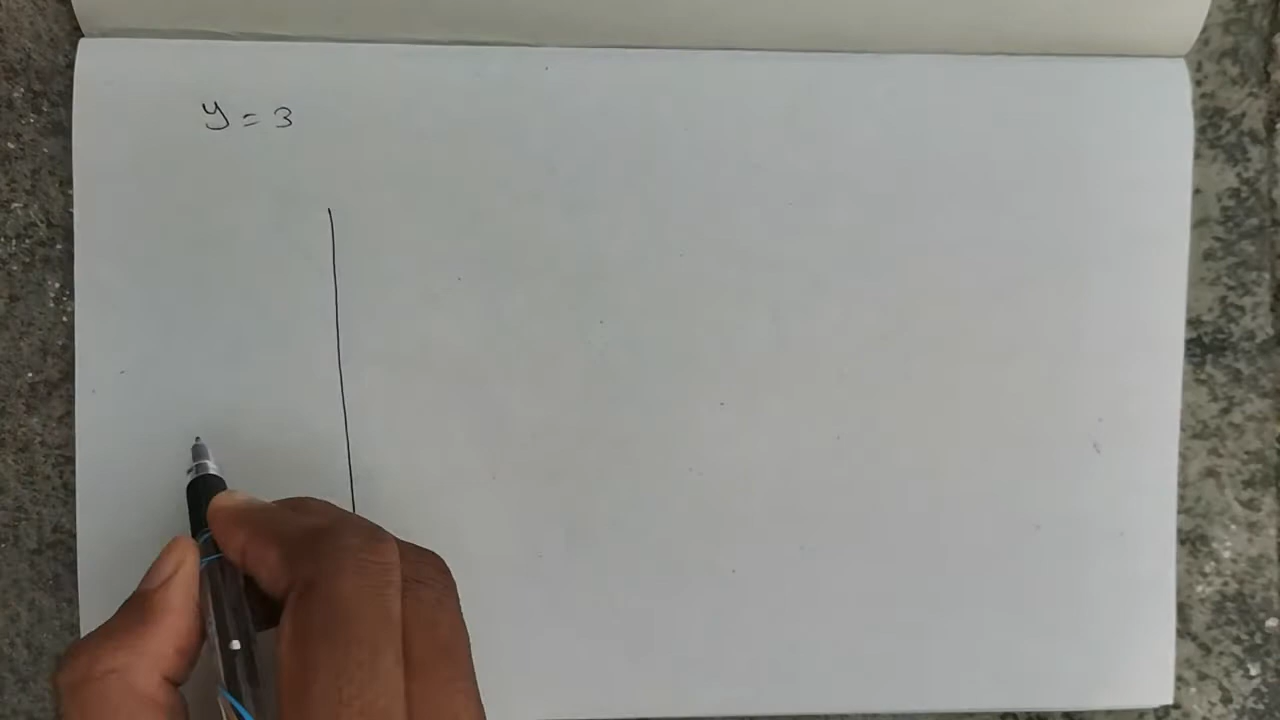 y = 3